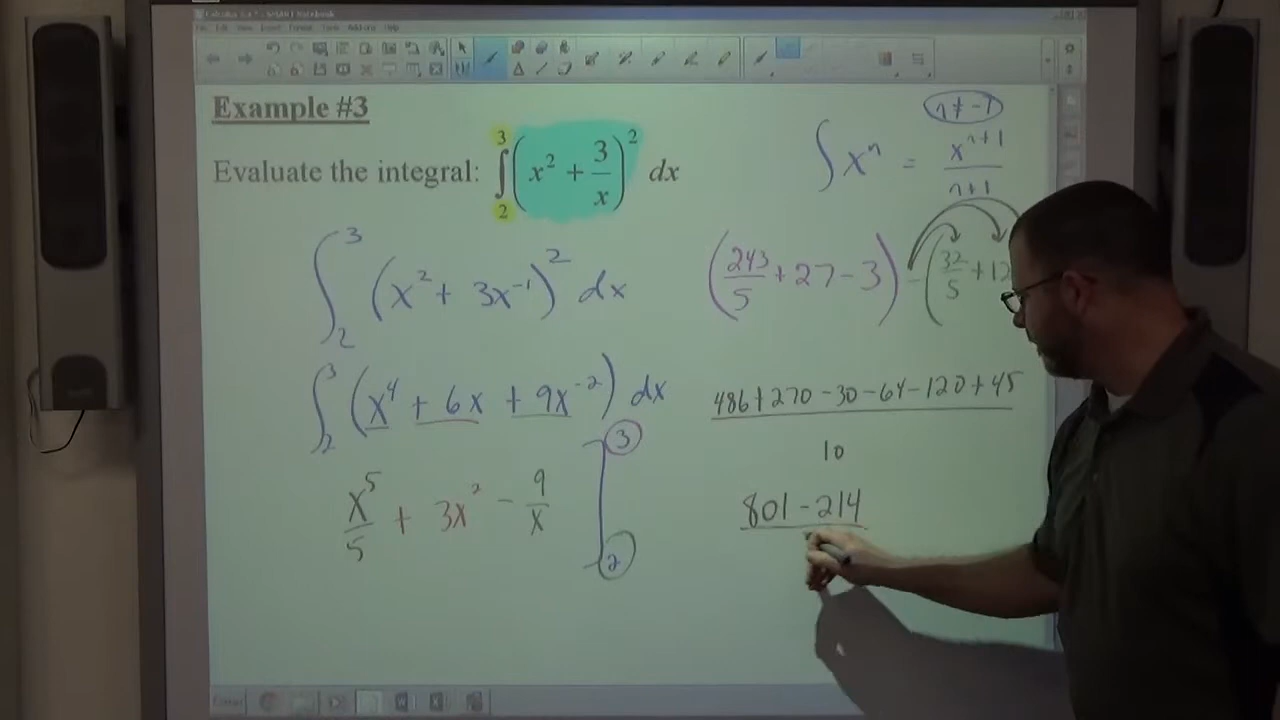 Example #3
Evaluate the integral: ∫₂³ (x² + 3/x)² dx
n ≠ -1
∫ xⁿ = xⁿ⁺¹/n+1
∫₂³ (x² + 3x⁻¹)² dx
(243/5 + 27 - 3) - (32/5 + 12
∫₂³ (x⁴ + 6x + 9x⁻²) dx
486 + 270 - 30 - 64 - 120 + 45
10
x⁵/5 + 3x² - 9/x ]₂³
801 - 214